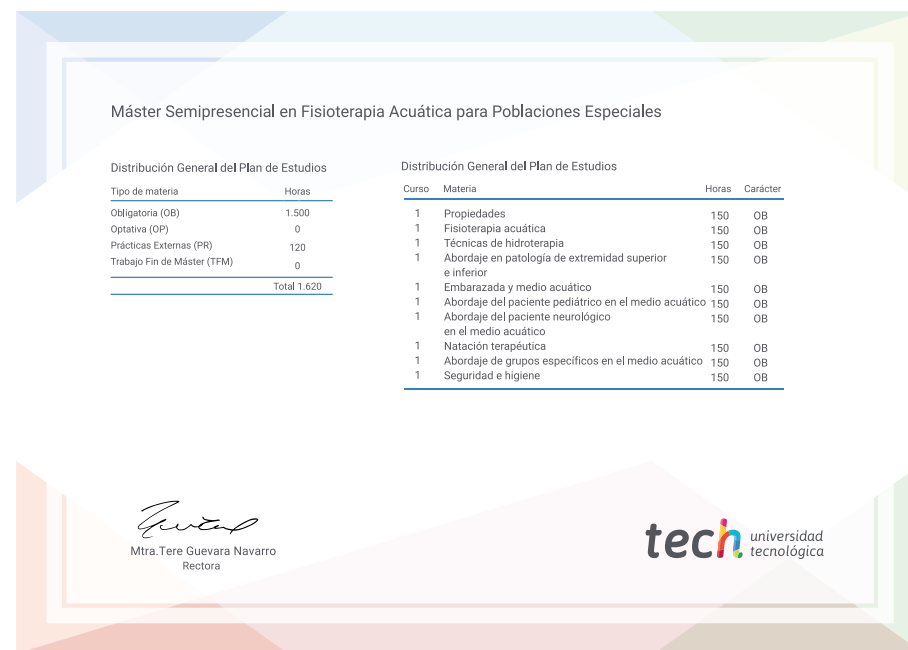 Máster Semipresencial en Fisioterapia Acuática para Poblaciones Especiales
Distribución General del Plan de Estudios
Tipo de materia Horas
Obligatoria (OB) 1.500
Optativa (OP) 0
Prácticas Externas (PR) 120
Trabajo Fin de Máster (TFM) 0
Total 1.620
Distribución General del Plan de Estudios
Curso Materia Horas Carácter
1 Propiedades 150 OB
1 Fisioterapia acuática 150 OB
1 Técnicas de hidroterapia 150 OB
1 Abordaje en patología de extremidad superior 150 OB
e inferior
1 Embarazada y medio acuático 150 OB
1 Abordaje del paciente pediátrico en el medio acuático 150 OB
1 Abordaje del paciente neurológico 150 OB
en el medio acuático
1 Natación terapéutica 150 OB
1 Abordaje de grupos específicos en el medio acuático 150 OB
1 Seguridad e higiene 150 OB
Mtra.Tere Guevara Navarro
Rectora
tech universidad
tecnológica